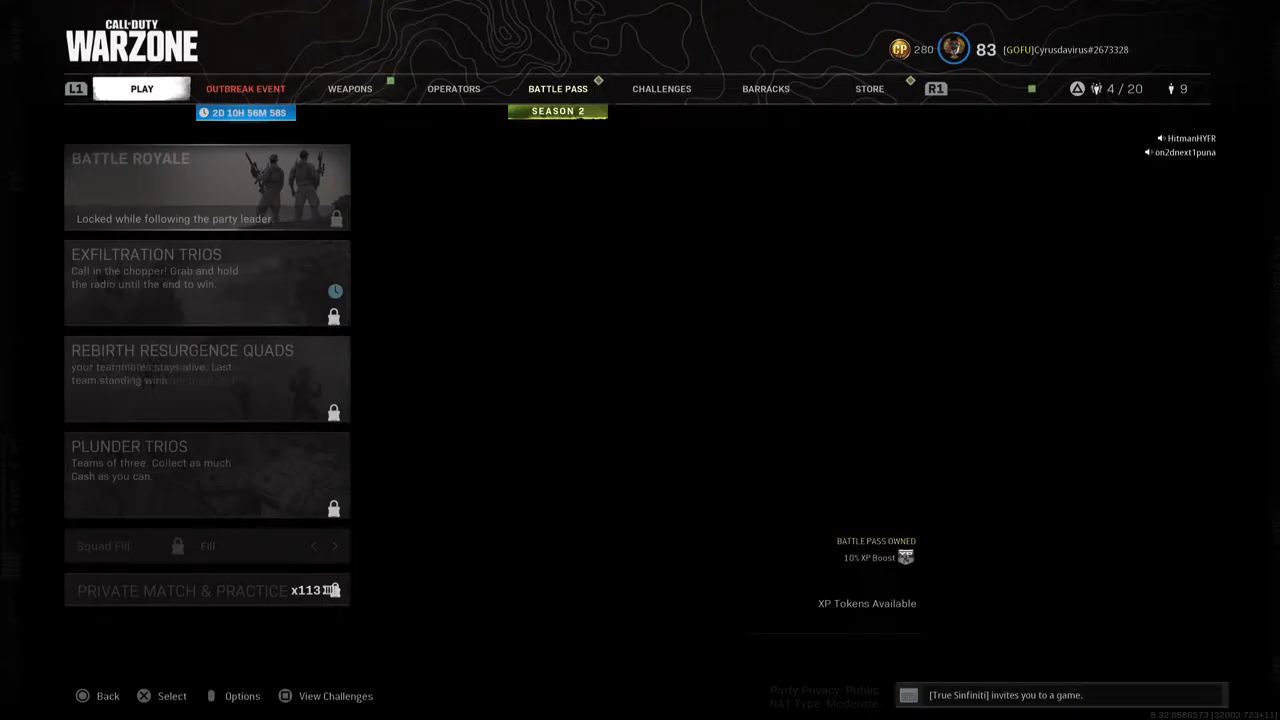 CALL OF DUTY
WARZONE
280
83
[GOFU]Cyrusdavirus#2673328
L1
PLAY
OUTBREAK EVENT
WEAPONS
OPERATORS
BATTLE PASS
CHALLENGES
BARRACKS
STORE
R1
4 / 20
9
2D 10H 56M 58S
SEASON 2
HitmanHYFR
on2dnext1puna
BATTLE ROYALE
Locked while following the party leader.
EXFILTRATION TRIOS
Call in the chopper! Grab and hold
the radio until the end to win.
REBIRTH RESURGENCE QUADS
your teammates stays alive. Last
team standing wins.
PLUNDER TRIOS
Teams of three. Collect as much
Cash as you can.
Squad Fill
Fill
PRIVATE MATCH & PRACTICE
x113
BATTLE PASS OWNED
10% XP Boost
XP Tokens Available
Back
Select
Options
View Challenges
Party Privacy: Public
NAT Type: Moderate
[True Sinfiniti] invites you to a game.